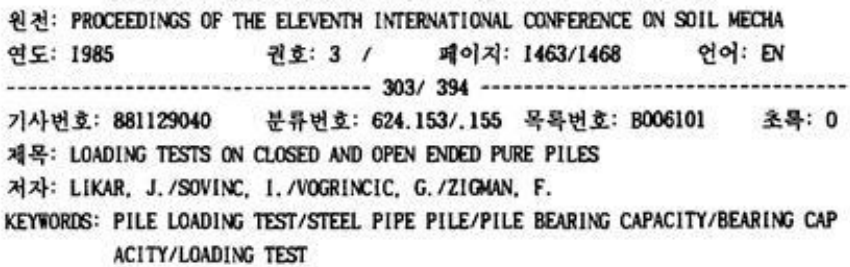 원전: PROCEEDINGS OF THE ELEVENTH INTERNATIONAL CONFERENCE ON SOIL MECHA
연도: 1985 권호: 3 / 페이지: 1463/1468 언어: EN
---------------------------------- 303/ 394 ----------------------------------
기사번호: 881129040 분류번호: 624.153/.155 목록번호: B006101 초록: 0
제목: LOADING TESTS ON CLOSED AND OPEN ENDED PURE PILES
저자: LIKAR, J./SOVINC, I./VOGRINCIC, G./ZIGMAN, F.
KEYWORDS: PILE LOADING TEST/STEEL PIPE PILE/PILE BEARING CAPACITY/BEARING CAP
ACITY/LOADING TEST